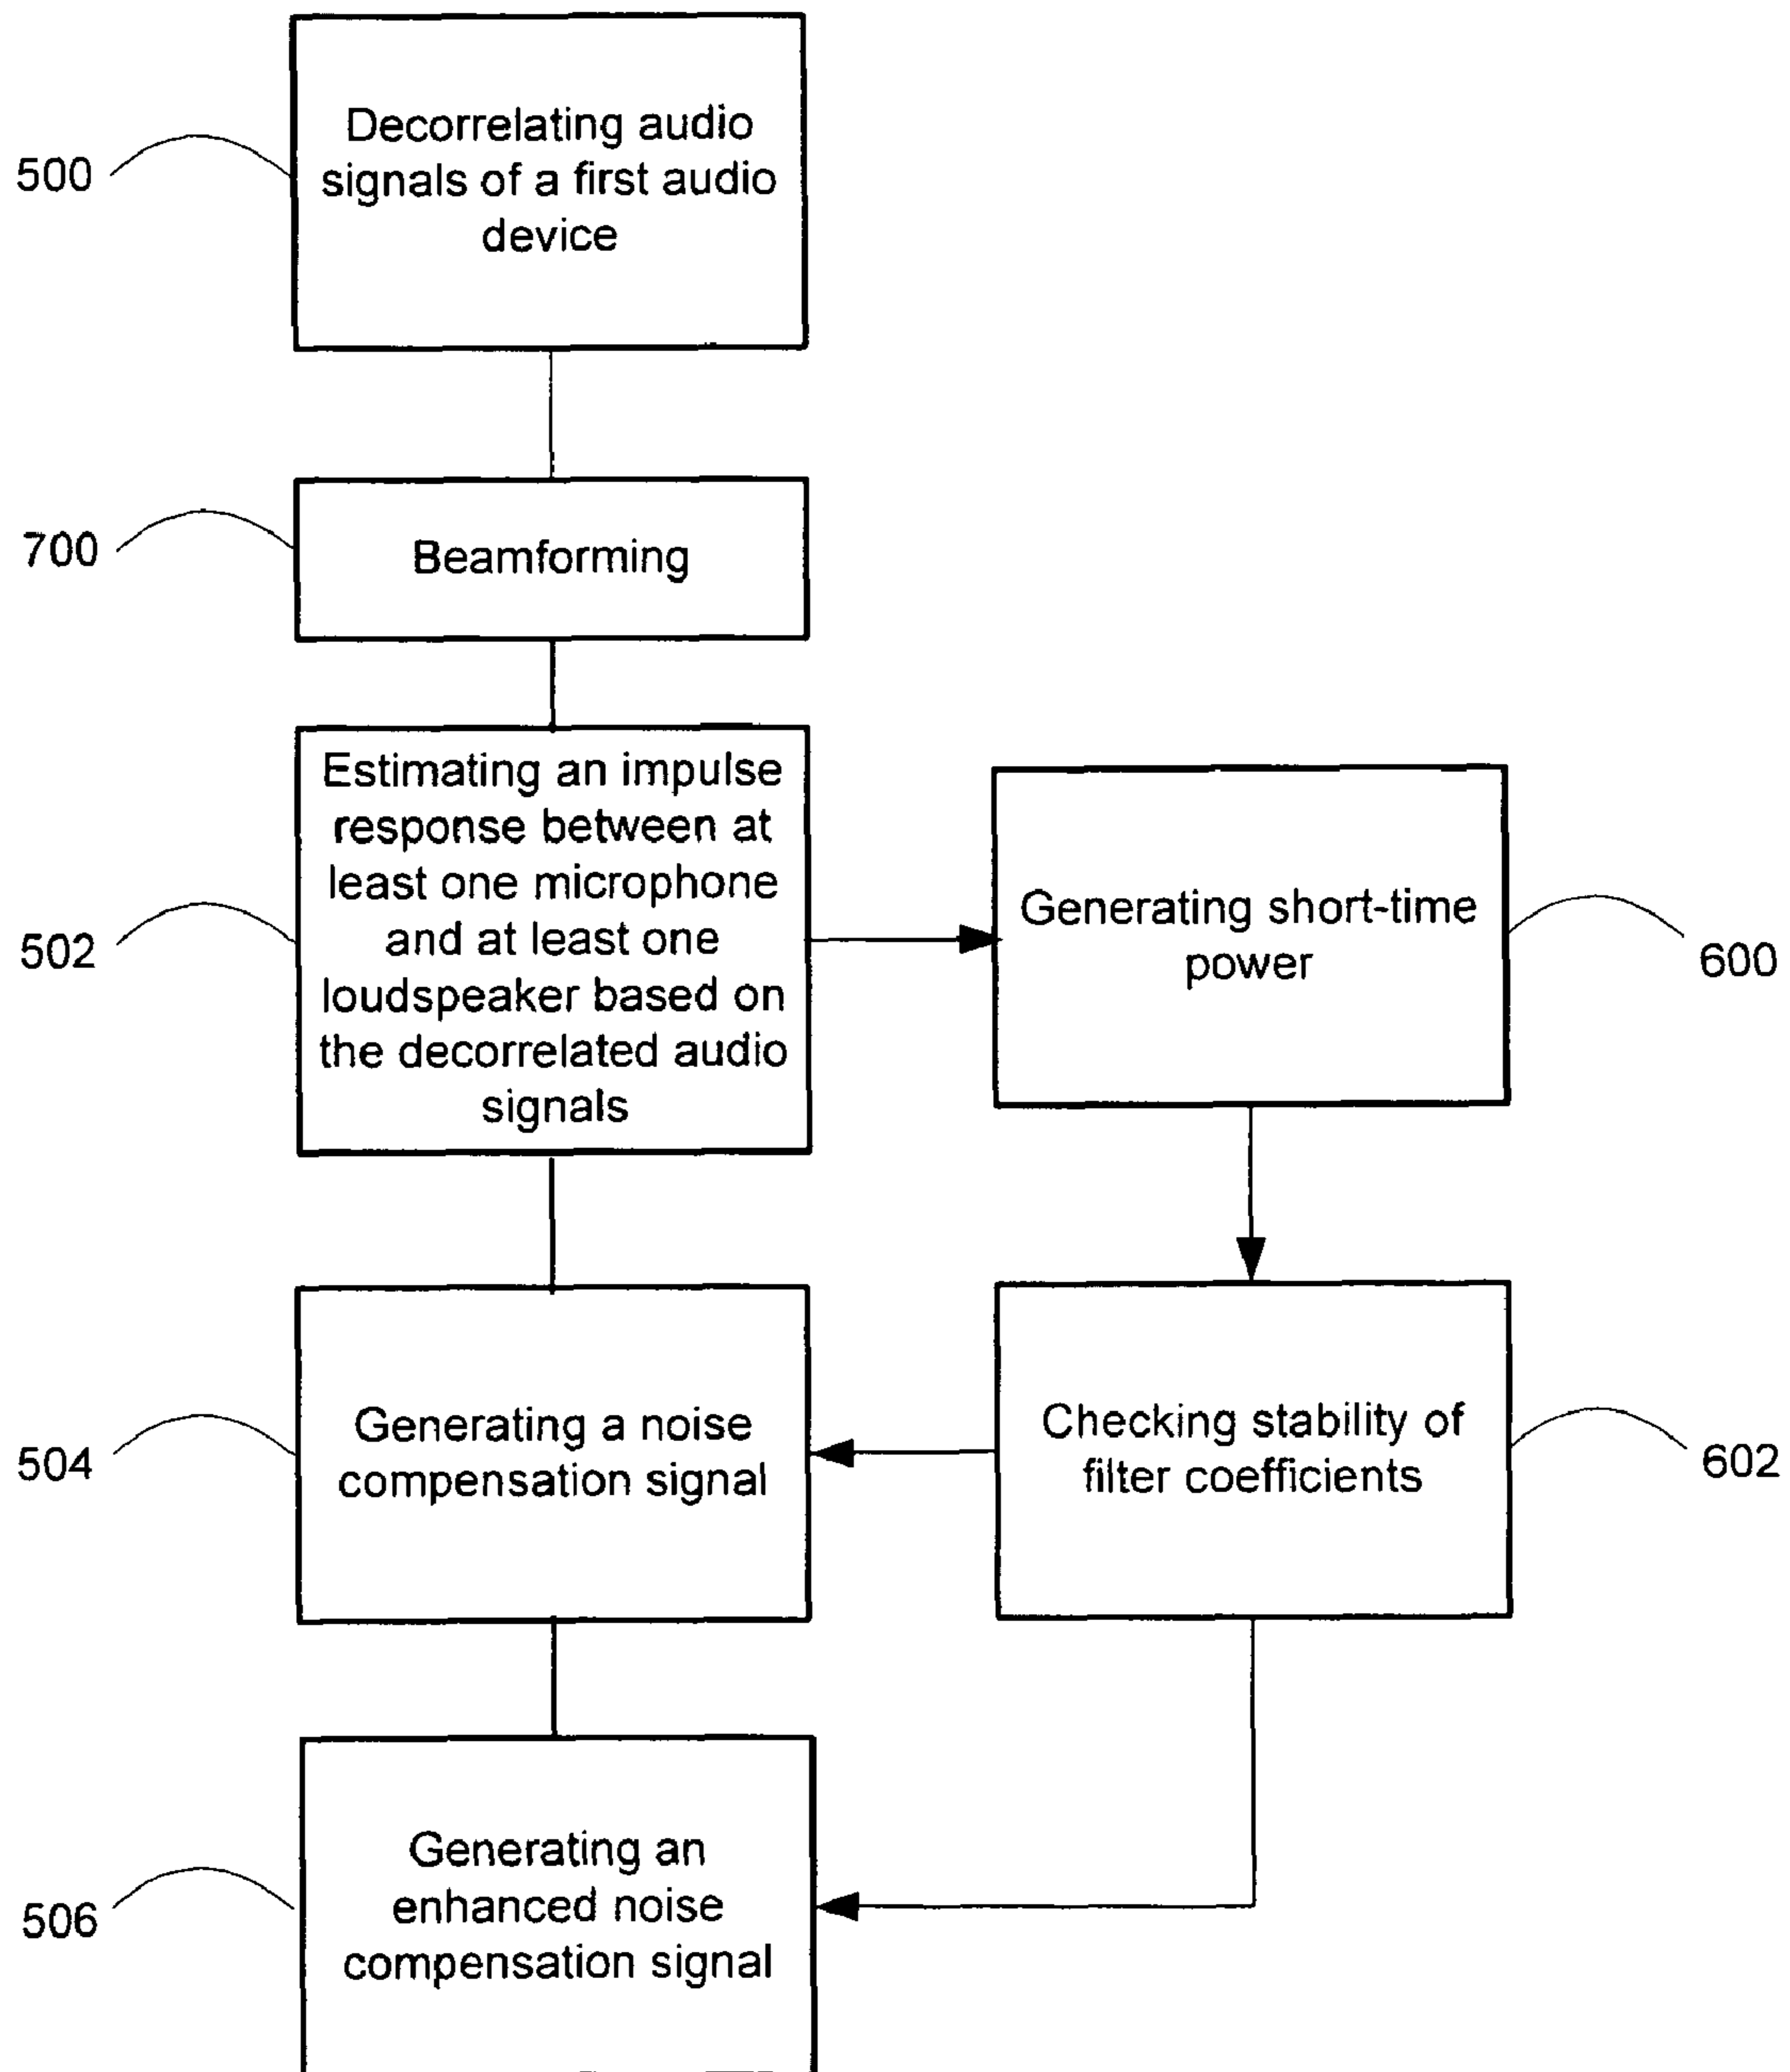 500
Decorrelating audio
signals of a first audio
device
700
Beamforming
502
Estimating an impulse
response between at
least one microphone
and at least one
loudspeaker based on
the decorrelated audio
signals
Generating short-time
power
600
504
Generating a noise
compensation signal
Checking stability of
filter coefficients
602
506
Generating an
enhanced noise
compensation signal